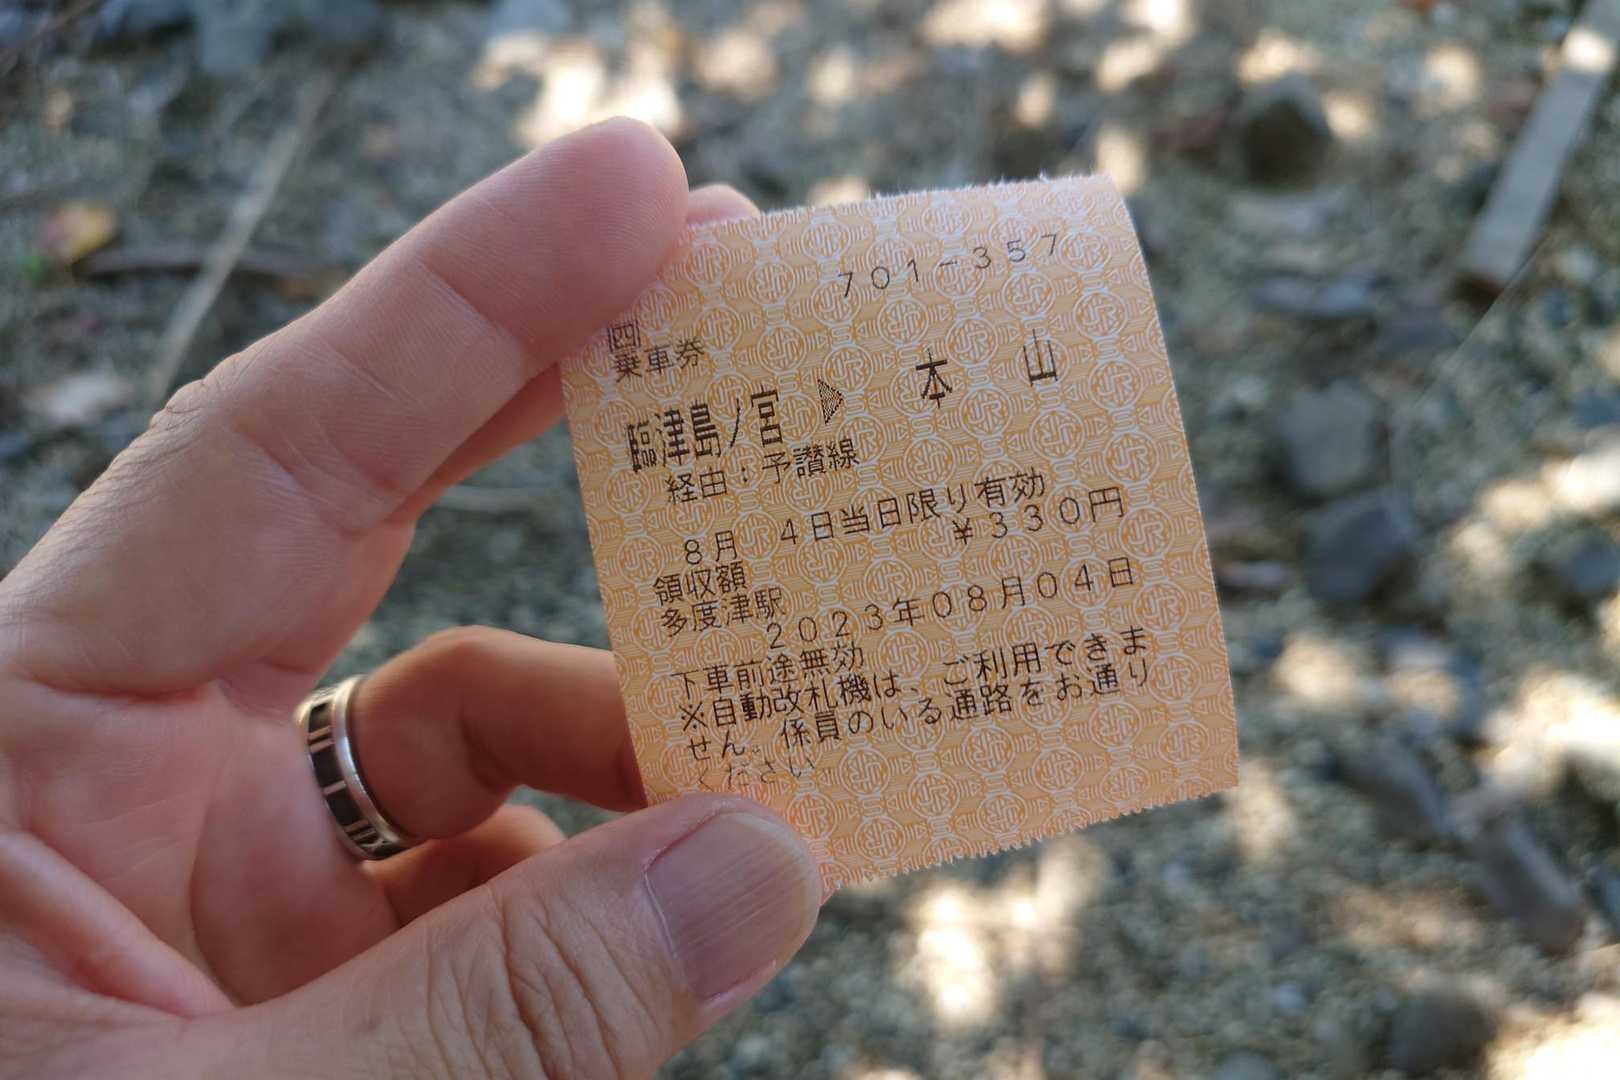 701-357
四
乗車券
臨津島ノ宮 ▶ 本山
経由：予讃線
8月 4日当日限り有効
領収額 ￥330円
多度津駅
2023年08月04日
下車前途無効
※自動改札機は、ご利用できま
せん。係員のいる通路をお通り
ください